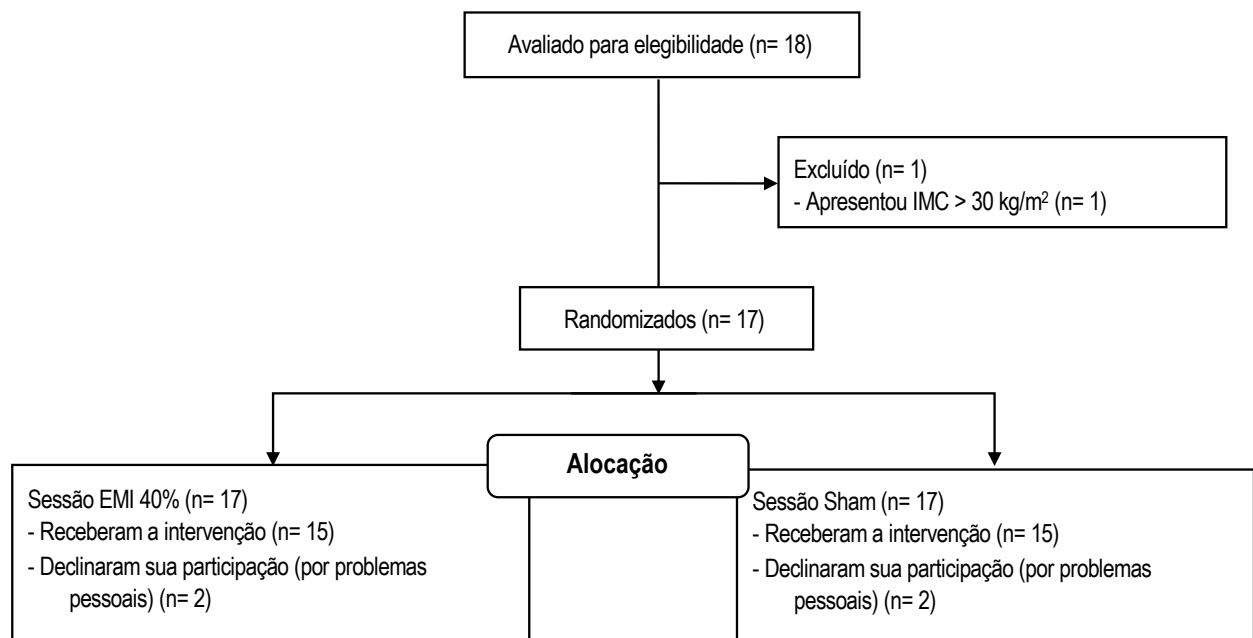 Avaliado para elegibilidade (n= 18)
Excluído (n= 1)
- Apresentou IMC > 30 kg/m² (n= 1)
Randomizados (n= 17)
Alocação
Sessão EMI 40% (n= 17)
- Receberam a intervenção (n= 15)
- Declinaram sua participação (por problemas
pessoais) (n= 2)
Sessão Sham (n= 17)
- Receberam a intervenção (n= 15)
- Declinaram sua participação (por problemas
pessoais) (n= 2)